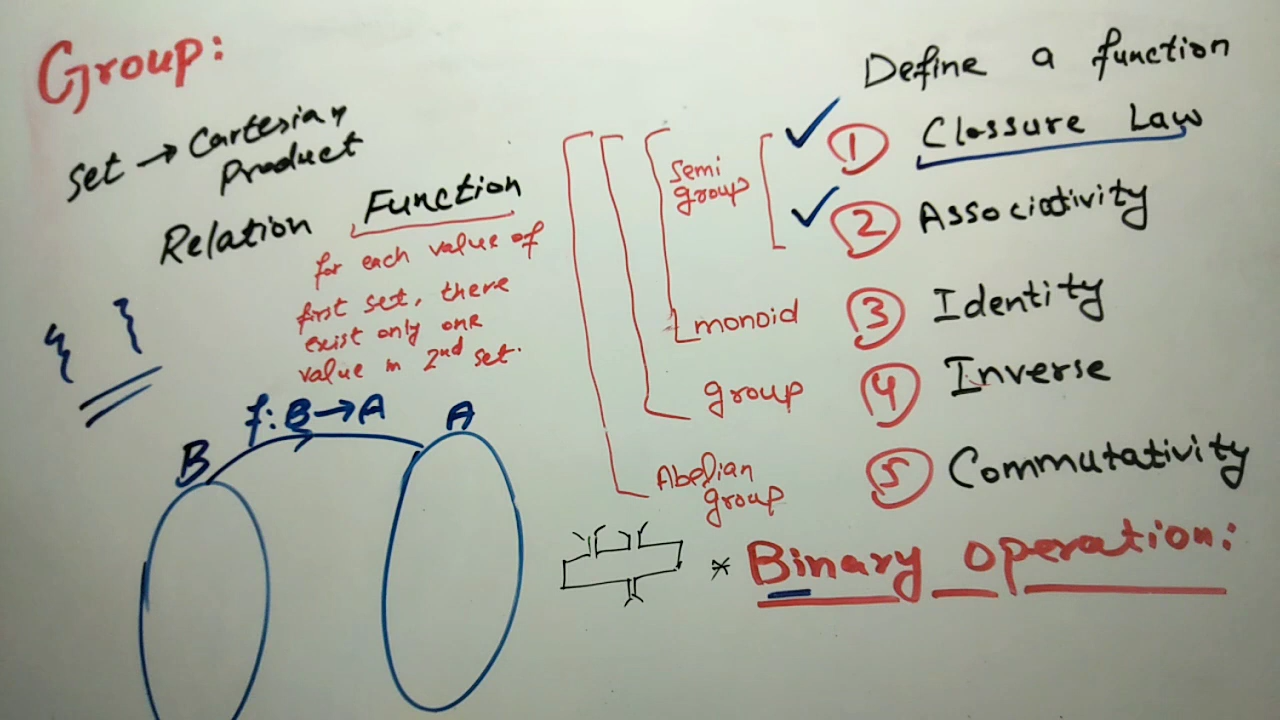 Group:
Set → Cartesian
Product
Relation
Function
for each value of
first set, there
exist only one
value in 2nd set.
{ }
f: B → A
B
A
Define a function
✓ 1 Classure Law
✓ 2 Associativity
3 Identity
4 Inverse
5 Commutativity
Semi
group
monoid
group
Abelian
group
* Binary operation: